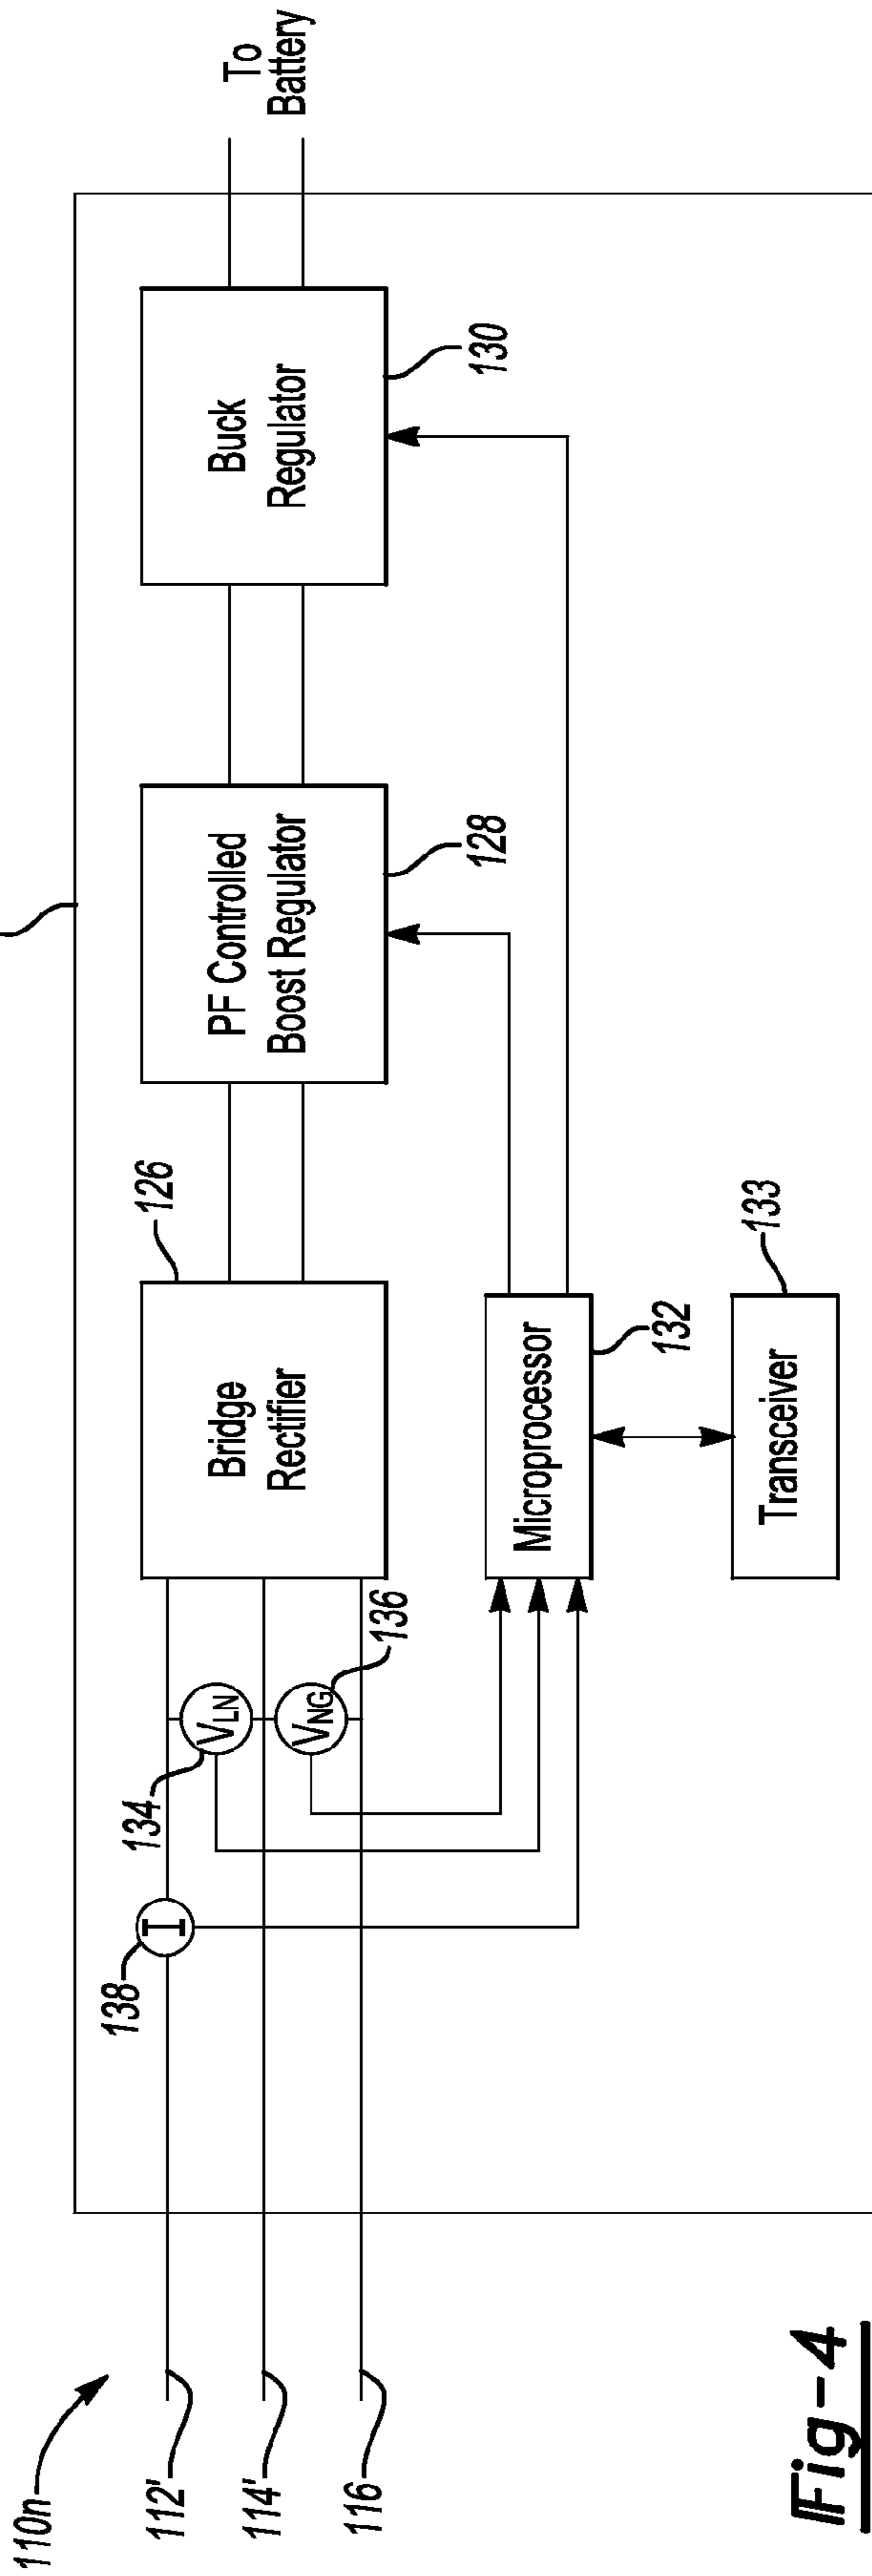 110n
112'
114'
116
138
I
134
VLN
VNG
136
Bridge
Rectifier
126
PF Controlled
Boost Regulator
128
Buck
Regulator
130
To
Battery
Microprocessor
132
Transceiver
133
Fig-4